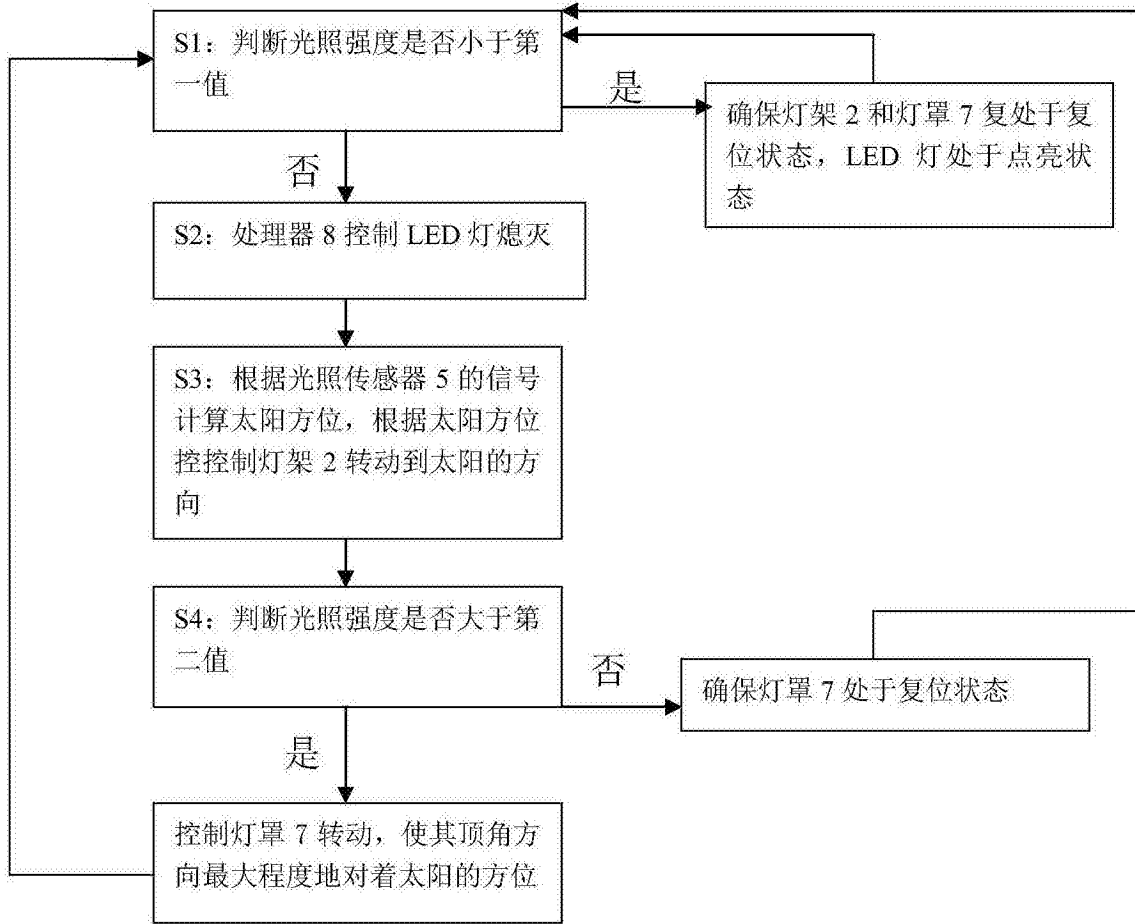 S1：判断光照强度是否小于第
一值
是
确保灯架 2 和灯罩 7 复处于复
位状态，LED 灯处于点亮状
态
否
S2：处理器 8 控制 LED 灯熄灭
S3：根据光照传感器 5 的信号
计算太阳方位，根据太阳方位
控控制灯架 2 转动到太阳的方
向
S4：判断光照强度是否大于第
二值
否
确保灯罩 7 处于复位状态
是
控制灯罩 7 转动，使其顶角方
向最大程度地对着太阳的方位